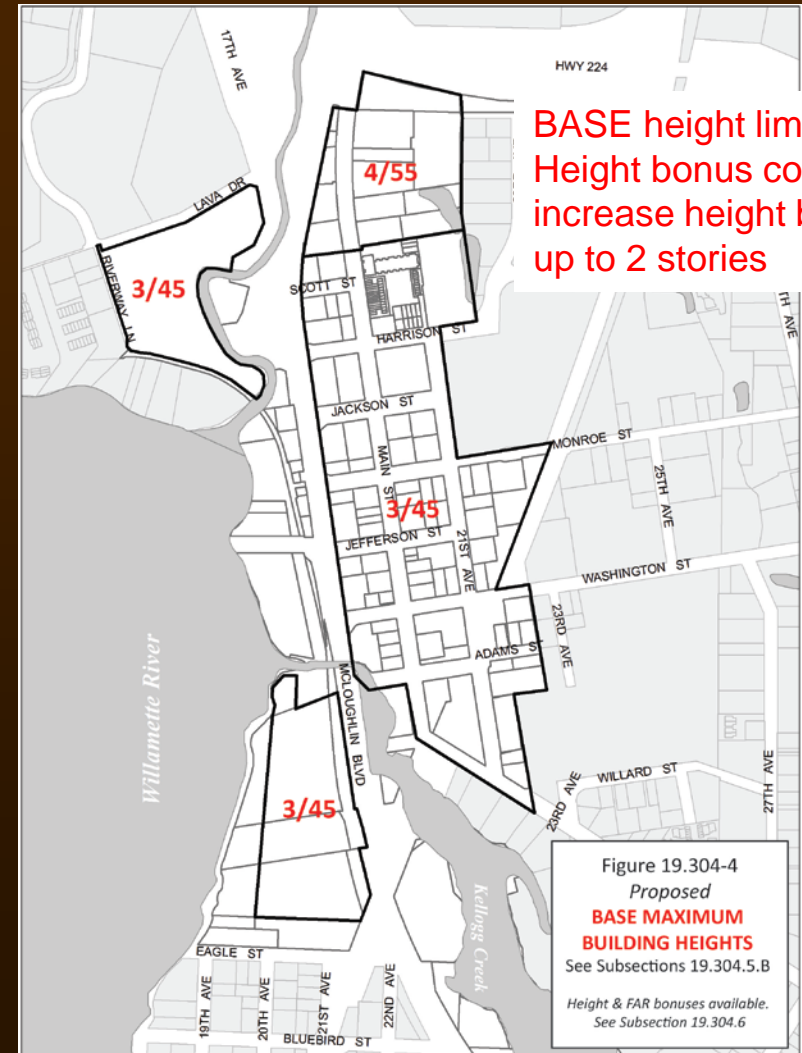 17TH AVE
HWY 224
BASE height lim
Height bonus co
increase height b
up to 2 stories
4/55
LAVA DR
RIVERWAY LN
3/45
SCOTT ST
HARRISON ST
TH AVE
JACKSON ST
MONROE ST
MAIN ST
25TH AVE
3/45
JEFFERSON ST
21ST AVE
WASHINGTON ST
23RD AVE
ADAMS ST
Willamette River
MCLOUGHLIN BLVD
WILLARD ST
23RD AVE
27TH AVE
3/45
Kellogg Creek
Figure 19.304-4
Proposed
BASE MAXIMUM
BUILDING HEIGHTS
See Subsections 19.304.5.B
Height & FAR bonuses available.
See Subsection 19.304.6
EAGLE ST
19TH AVE
20TH AVE
21ST AVE
22ND AVE
BLUEBIRD ST